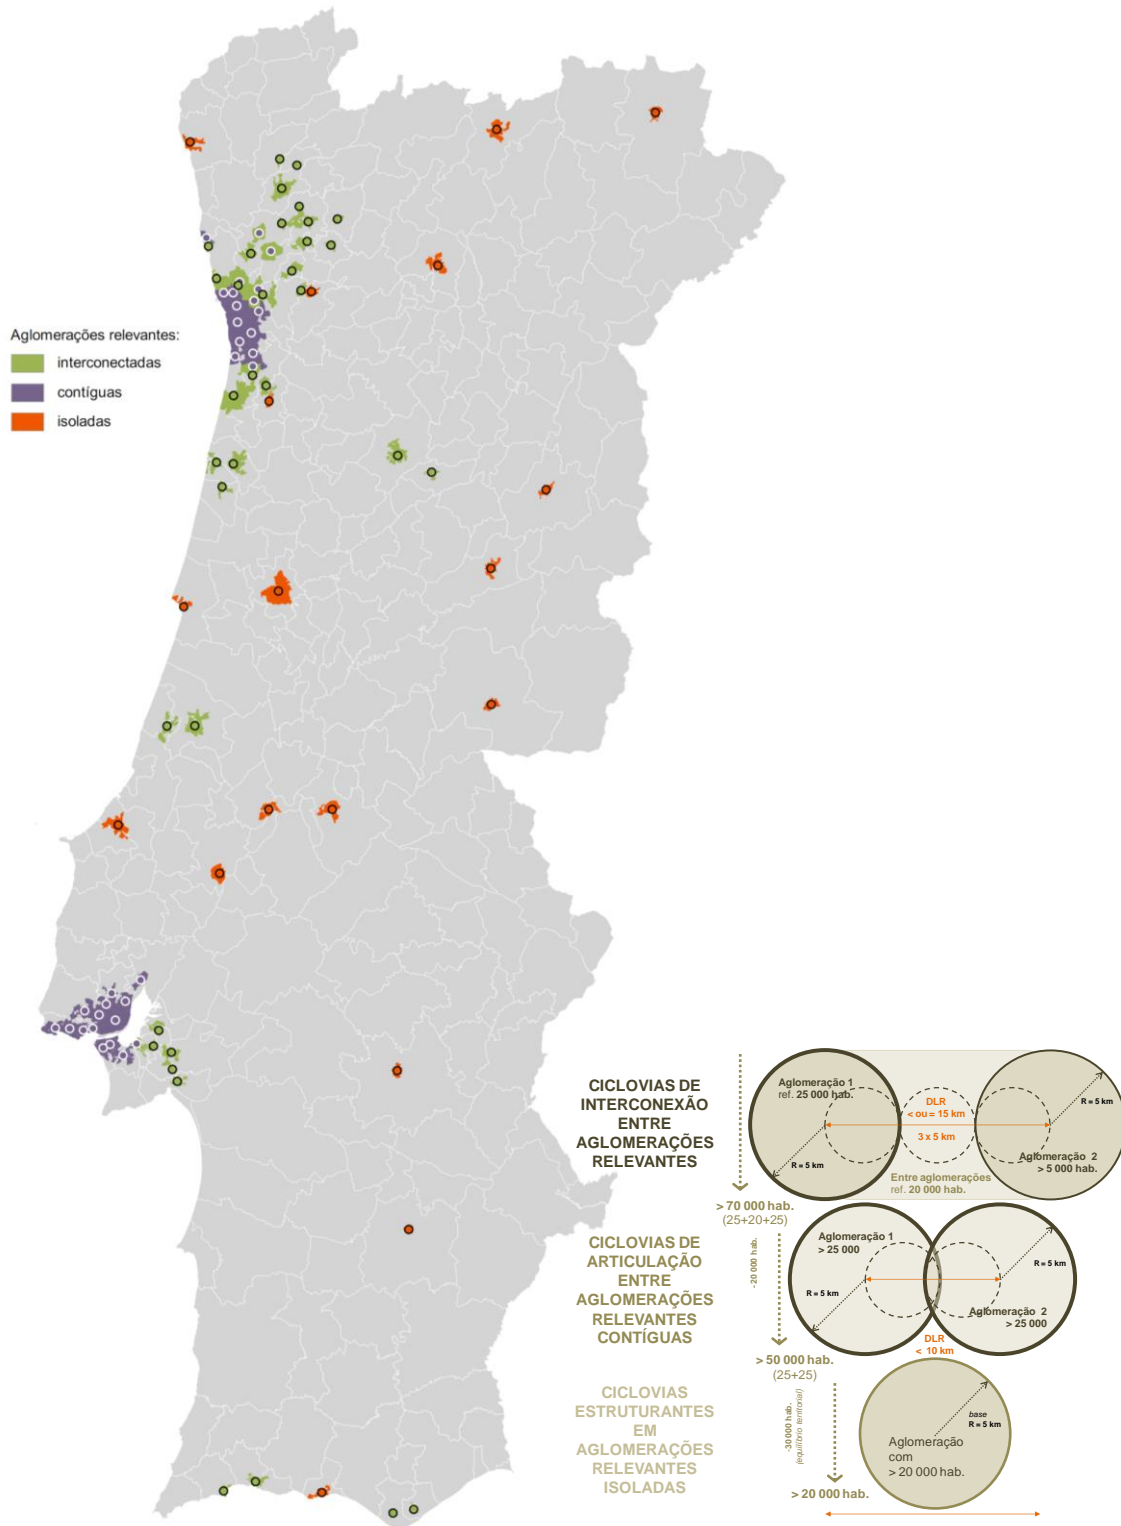 Aglomerações relevantes:
interconectadas
contíguas
isoladas
CICLOVIAS DE
INTERCONEXÃO
ENTRE
AGLOMERAÇÕES
RELEVANTES
Aglomeração 1
ref. 25 000 hab.
R = 5 km
DLR
< ou = 15 km
3 x 5 km
R = 5 km
Aglomeração 2
> 5 000 hab.
Entre aglomerações
ref. 20 000 hab.
> 70 000 hab.
(25+20+25)
-20 000 hab.
CICLOVIAS DE
ARTICULAÇÃO
ENTRE
AGLOMERAÇÕES
RELEVANTES
CONTÍGUAS
Aglomeração 1
> 25 000
R = 5 km
R = 5 km
Aglomeração 2
> 25 000
DLR
< 10 km
> 50 000 hab.
(25+25)
-30 000 hab.
(equilíbrio territorial)
CICLOVIAS
ESTRUTURANTES
EM
AGLOMERAÇÕES
RELEVANTES
ISOLADAS
base
R = 5 km
Aglomeração
com
> 20 000 hab.
> 20 000 hab.